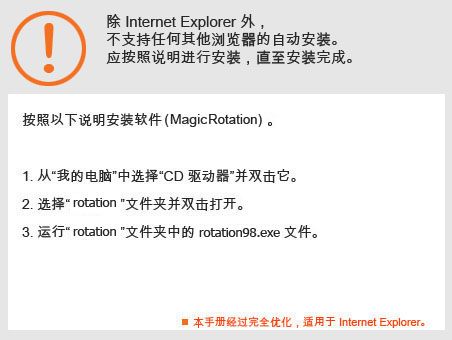 除 Internet Explorer 外，
不支持任何其他浏览器的自动安装。
应按照说明进行安装，直至安装完成。
按照以下说明安装软件 (MagicRotation) 。
1. 从“我的电脑”中选择“CD 驱动器”并双击它。
2. 选择“ rotation ”文件夹并双击打开。
3. 运行“ rotation ”文件夹中的 rotation98.exe 文件。
■ 本手册经过完全优化，适用于 Internet Explorer。